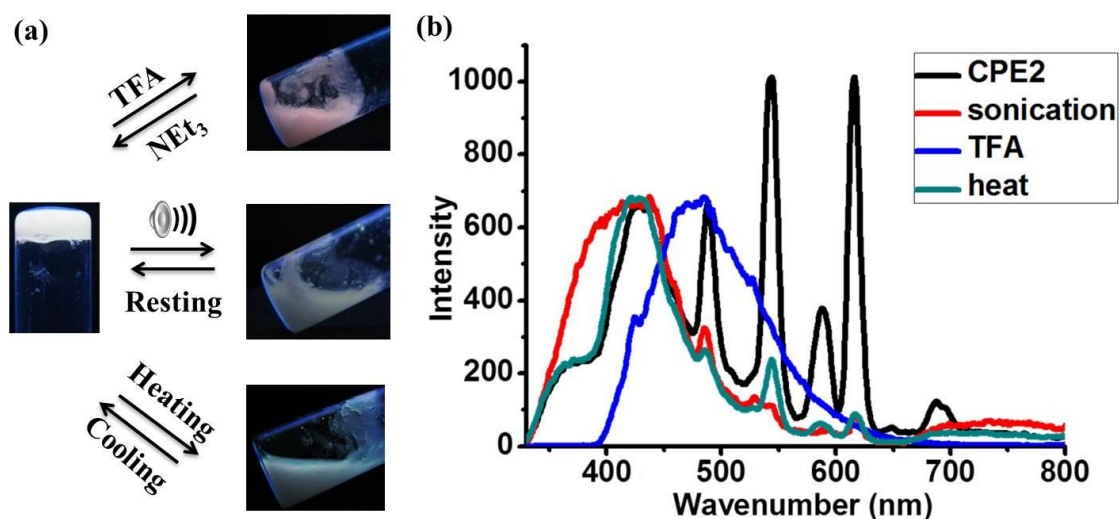 (a)
TFA
NEt3
Resting
Heating
Cooling
(b)
CPE2
sonication
TFA
heat
1000
800
600
400
200
0
Intensity
400 500 600 700 800
Wavenumber (nm)